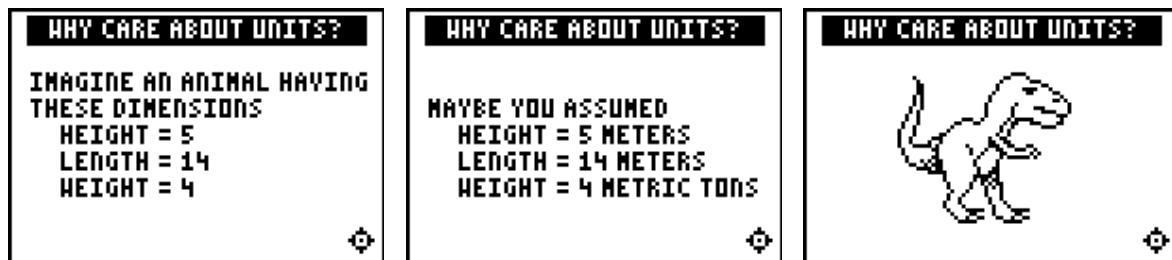 WHY CARE ABOUT UNITS?
IMAGINE AN ANIMAL HAVING
THESE DIMENSIONS
HEIGHT = 5
LENGTH = 14
WEIGHT = 4
WHY CARE ABOUT UNITS?
MAYBE YOU ASSUMED
HEIGHT = 5 METERS
LENGTH = 14 METERS
WEIGHT = 4 METRIC TONS
WHY CARE ABOUT UNITS?